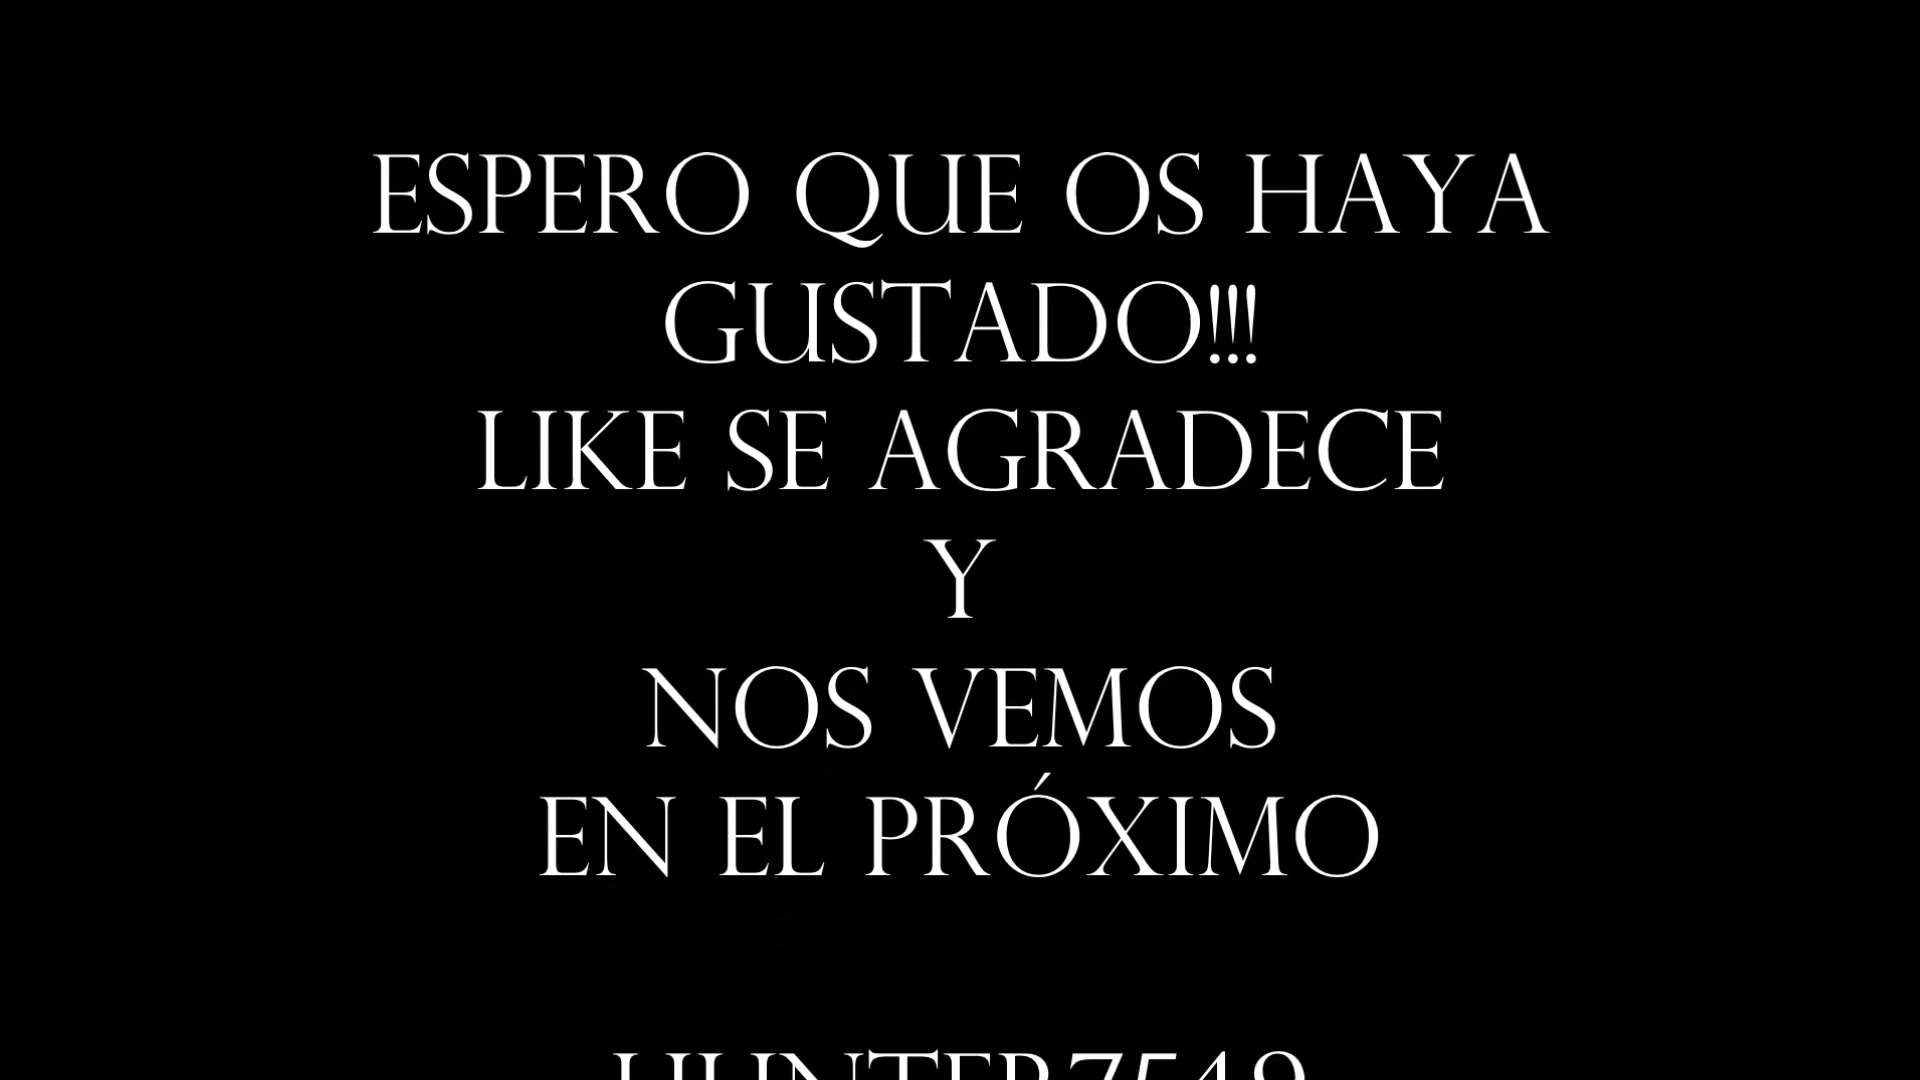 ESPERO QUE OS HAYA
GUSTADO!!!
LIKE SE AGRADECE
Y
NOS VEMOS
EN EL PRÓXIMO